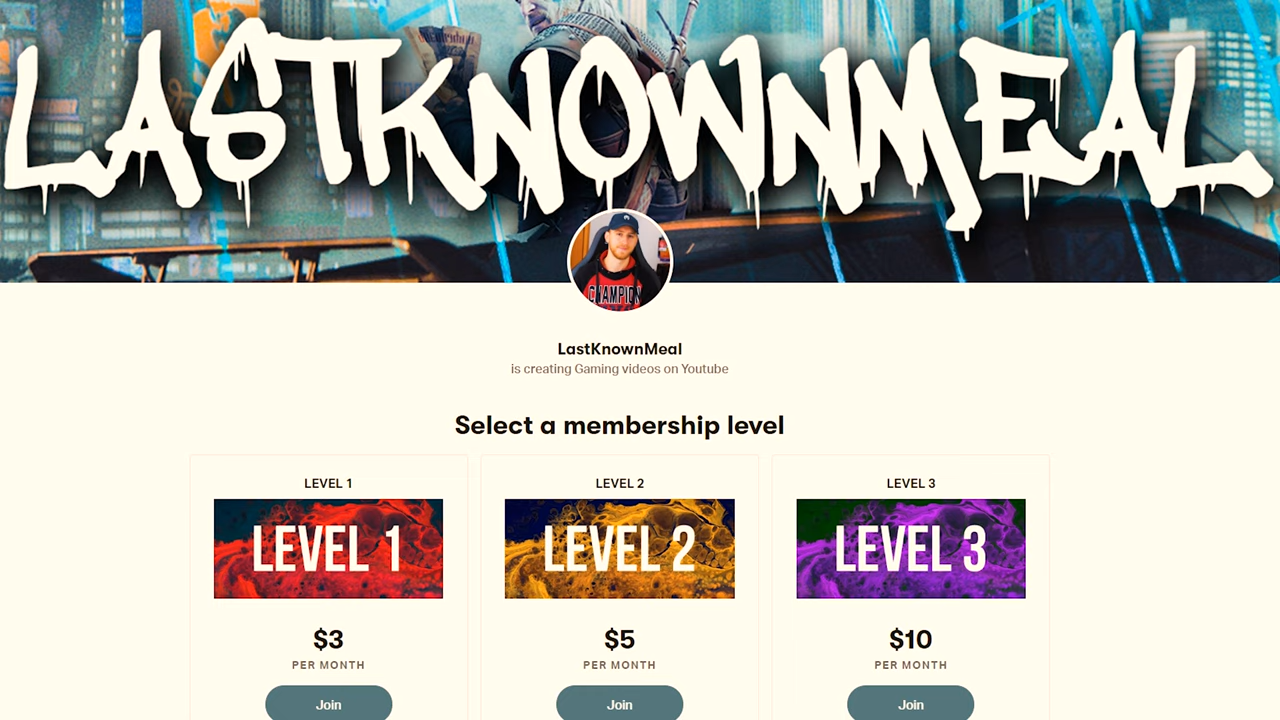 LASTKNOWNMEAL
CHAMPION
LastKnownMeal
is creating Gaming videos on Youtube
Select a membership level
LEVEL 1
LEVEL 2
LEVEL 3
LEVEL 1
LEVEL 2
LEVEL 3
$3
$5
$10
PER MONTH
PER MONTH
PER MONTH
Join
Join
Join